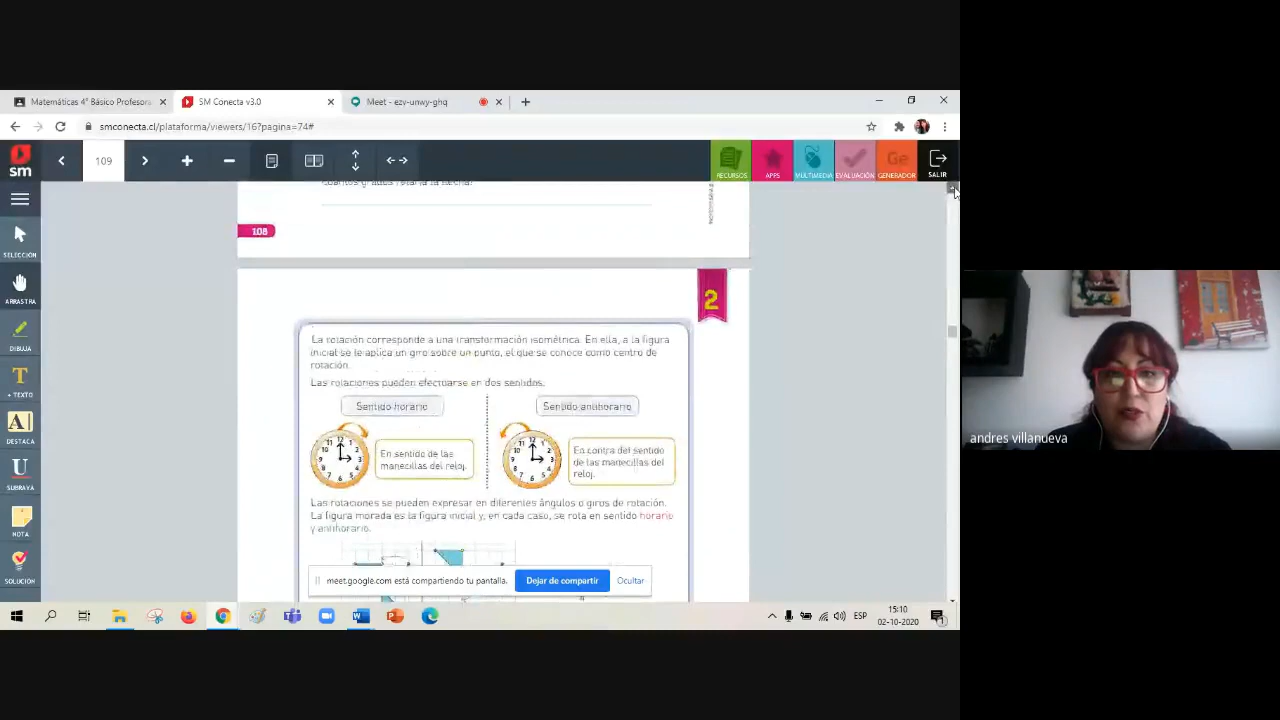 Matemáticas 4° Básico Profesora
SM Conecta v3.0
Meet - ezv-unwy-ghq
smconecta.cl/plataforma/viewers/16?pagina=74#
sm
109
RECURSOS
APPS
MULTIMEDIA
EVALUACIÓN
Ge
GENERADOR
SALIR
SELECCIÓN
ARRASTRA
DIBUJA
T
+ TEXTO
A
DESTACA
U
SUBRAYA
NOTA
SOLUCIÓN
108
2
La rotación corresponde a una transformación isométrica. En ella, a la figura
inicial se le aplica un giro sobre un punto, el que se conoce como centro de
rotación.
Las rotaciones pueden efectuarse en dos sentidos.
Sentido horario
Sentido antihorario
En sentido de las
manecillas del reloj.
En contra del sentido
de las manecillas del
reloj.
Las rotaciones se pueden expresar en diferentes ángulos o giros de rotación.
La figura morada es la figura inicial y, en cada caso, se rota en sentido horario
y antihorario.
meet.google.com está compartiendo tu pantalla.
Dejar de compartir
Ocultar
ESP
15:10
02-10-2020
andres villanueva